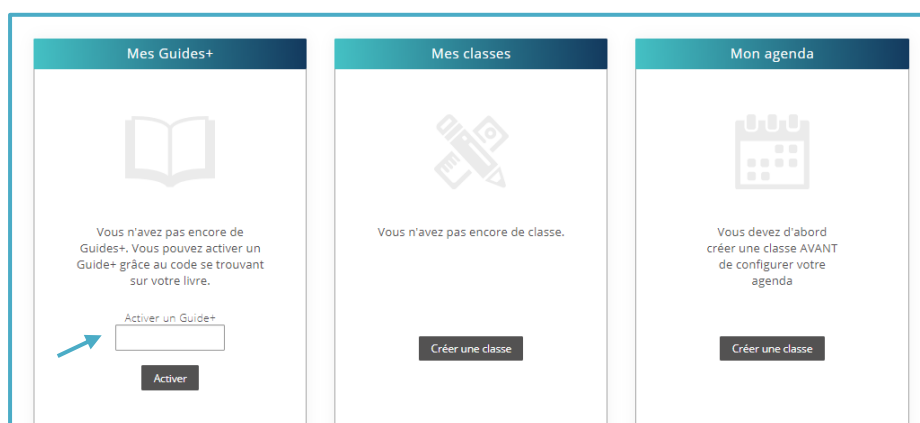 Mes Guides+
Vous n'avez pas encore de
Guides+. Vous pouvez activer un
Guide+ grâce au code se trouvant
sur votre livre.
Activer un Guide+
Activer
Mes classes
Vous n'avez pas encore de classe.
Créer une classe
Mon agenda
Vous devez d'abord
créer une classe AVANT
de configurer votre
agenda
Créer une classe